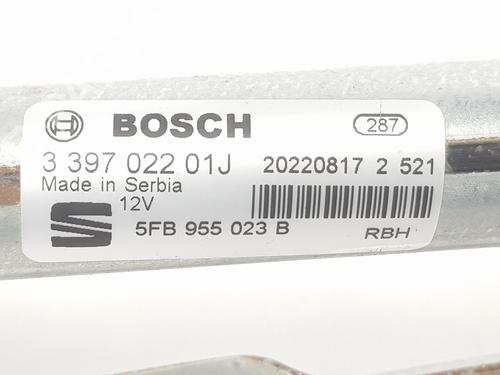 BOSCH 287
3 397 022 01J 20220817 2 521
Made in Serbia
12V
5FB 955 023 B
RBH